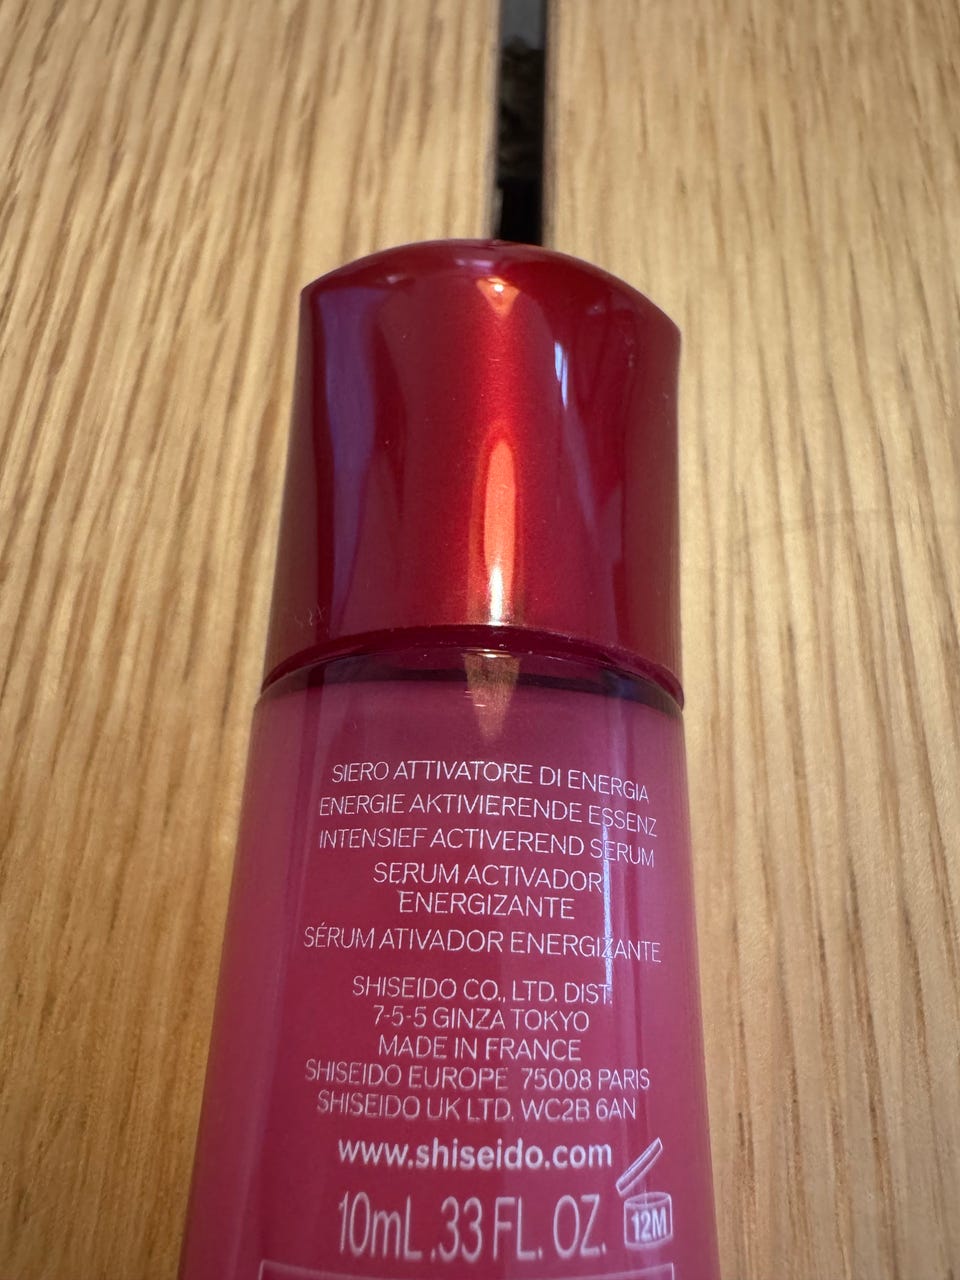 SIERO ATTIVATORE DI ENERGIA
ENERGIE AKTIVIERENDE ESSENZ
INTENSIEF ACTIVEREND SERUM
SERUM ACTIVADOR
ENERGIZANTE
SÉRUM ATIVADOR ENERGIZANTE
SHISEIDO CO., LTD. DIST.
7-5-5 GINZA TOKYO
MADE IN FRANCE
SHISEIDO EUROPE 75008 PARIS
SHISEIDO UK LTD. WC2B 6AN
www.shiseido.com
10mL .33 FL. OZ.
12M